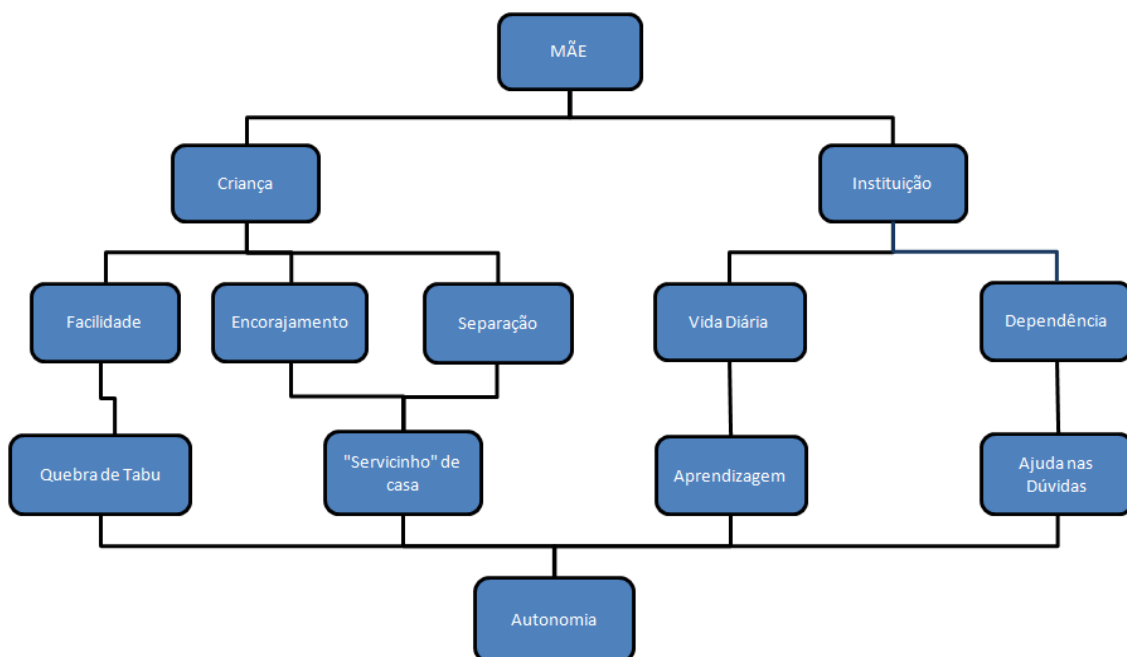 MÃE
Criança
Instituição
Facilidade
Encorajamento
Separação
Vida Diária
Dependência
Quebra de Tabu
"Servicinho" de
casa
Aprendizagem
Ajuda nas
Dúvidas
Autonomia